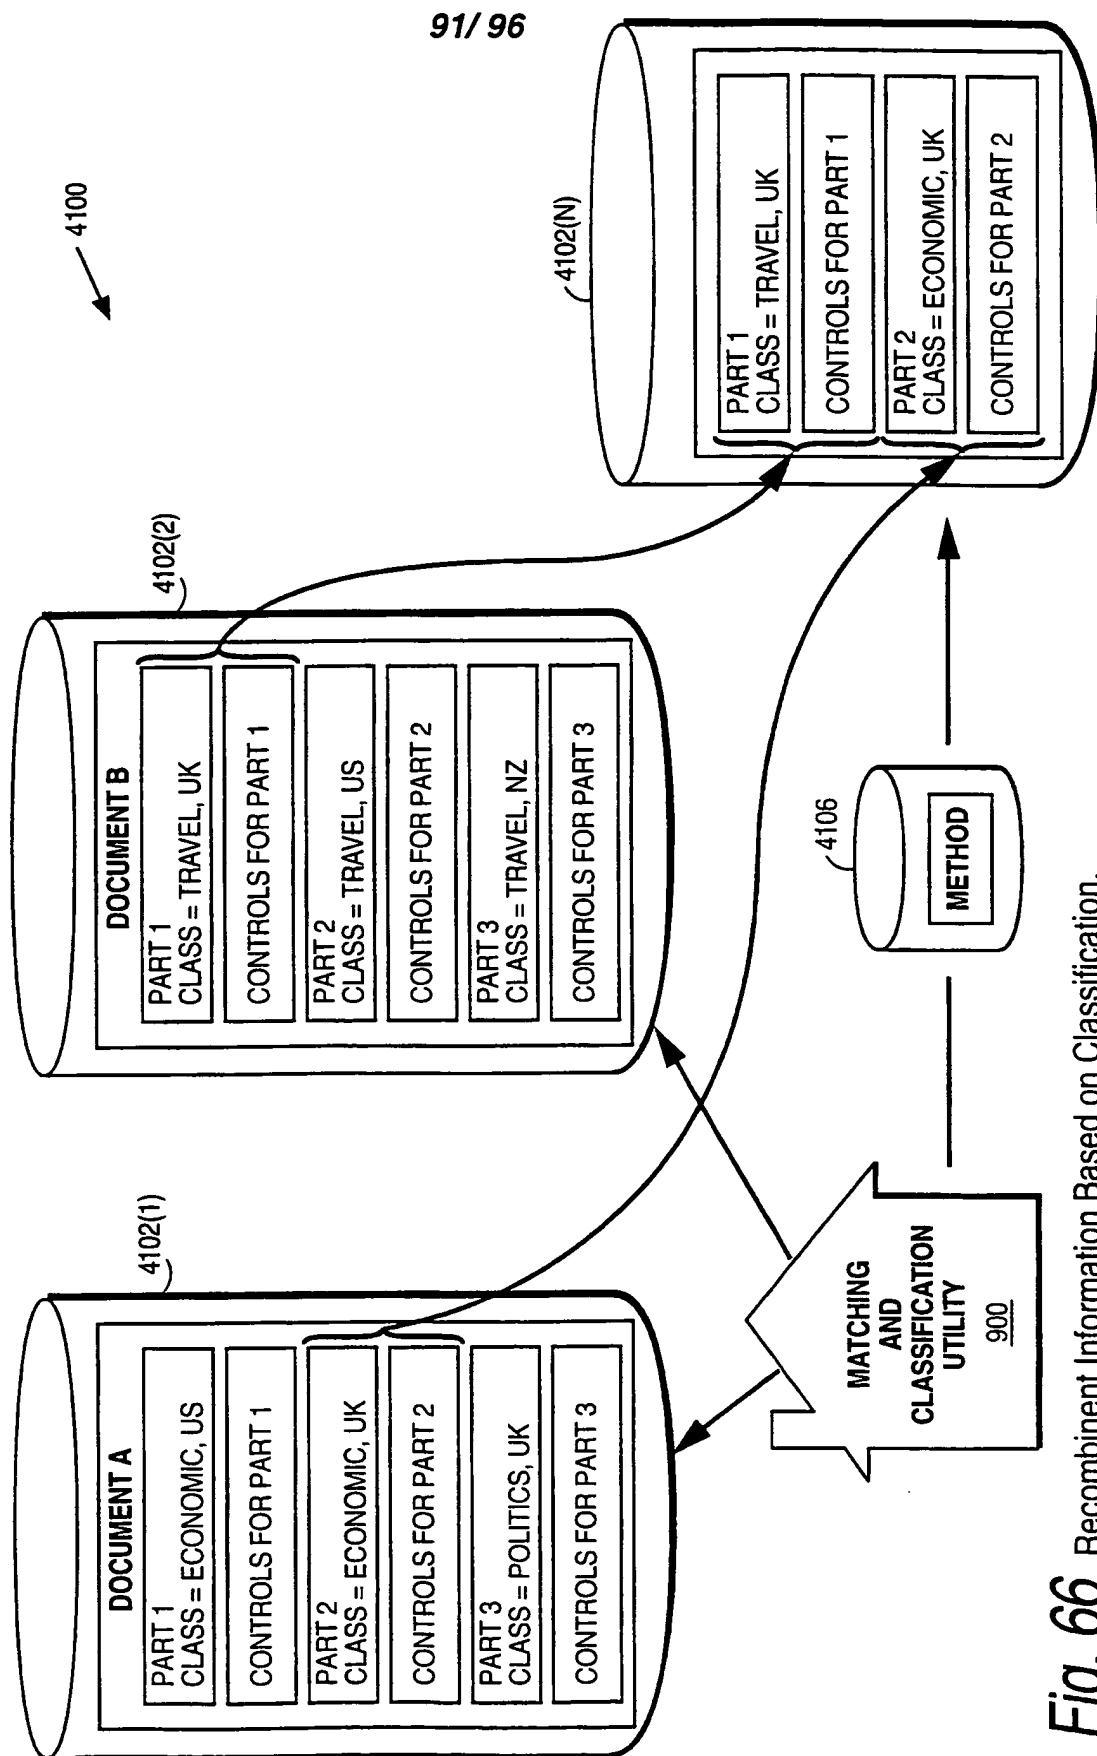 91/ 96
4100
4102(1)
DOCUMENT A
PART 1
CLASS = ECONOMIC, US
CONTROLS FOR PART 1
PART 2
CLASS = ECONOMIC, UK
CONTROLS FOR PART 2
PART 3
CLASS = POLITICS, UK
CONTROLS FOR PART 3
4102(2)
DOCUMENT B
PART 1
CLASS = TRAVEL, UK
CONTROLS FOR PART 1
PART 2
CLASS = TRAVEL, US
CONTROLS FOR PART 2
PART 3
CLASS = TRAVEL, NZ
CONTROLS FOR PART 3
4102(N)
PART 1
CLASS = TRAVEL, UK
CONTROLS FOR PART 1
PART 2
CLASS = ECONOMIC, UK
CONTROLS FOR PART 2
MATCHING
AND
CLASSIFICATION
UTILITY
900
4106
METHOD
Fig. 66 Recombinent Information Based on Classification.